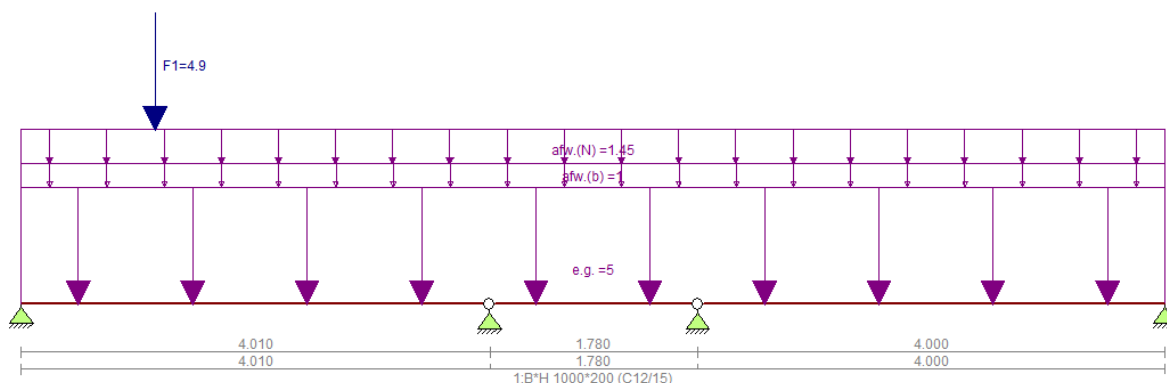 F1=4.9
afw.(N) =1.45
afw.(b) =1
e.g. =5
4.010 1.780 4.000
4.010 1.780 4.000
1:B*H 1000*200 (C12/15)